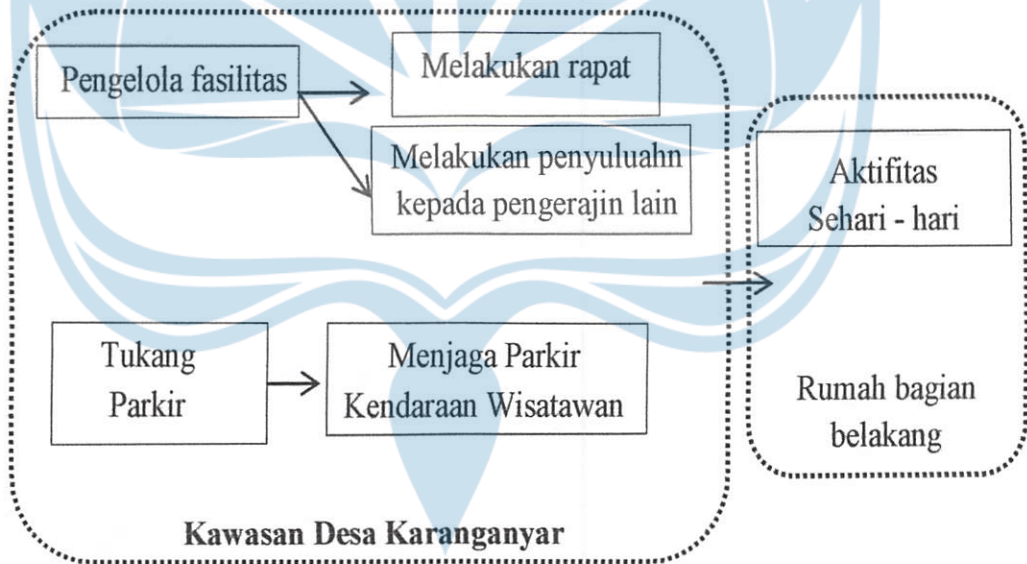 Pengelola fasilitas
Melakukan rapat
Melakukan penyuluahn
kepada pengerajin lain
Tukang
Parkir
Menjaga Parkir
Kendaraan Wisatawan
Kawasan Desa Karanganyar
Aktifitas
Sehari - hari
Rumah bagian
belakang